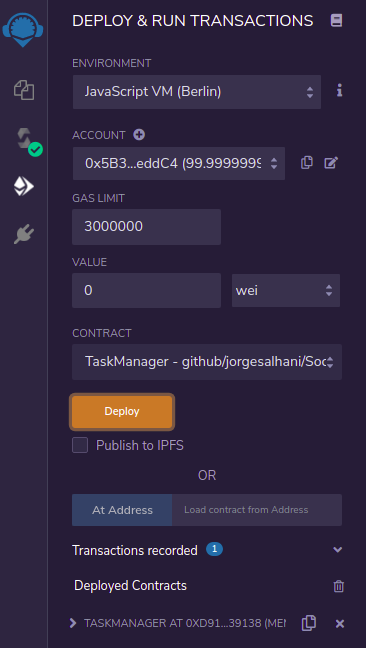 DEPLOY & RUN TRANSACTIONS
ENVIRONMENT
JavaScript VM (Berlin)
ACCOUNT
0x5B3...eddC4 (99.9999999
GAS LIMIT
3000000
VALUE
0 wei
CONTRACT
TaskManager - github/jorgesalhani/Soc
Deploy
Publish to IPFS
OR
At Address Load contract from Address
Transactions recorded 1
Deployed Contracts
TASKMANAGER AT 0XD91...39138 (MEM